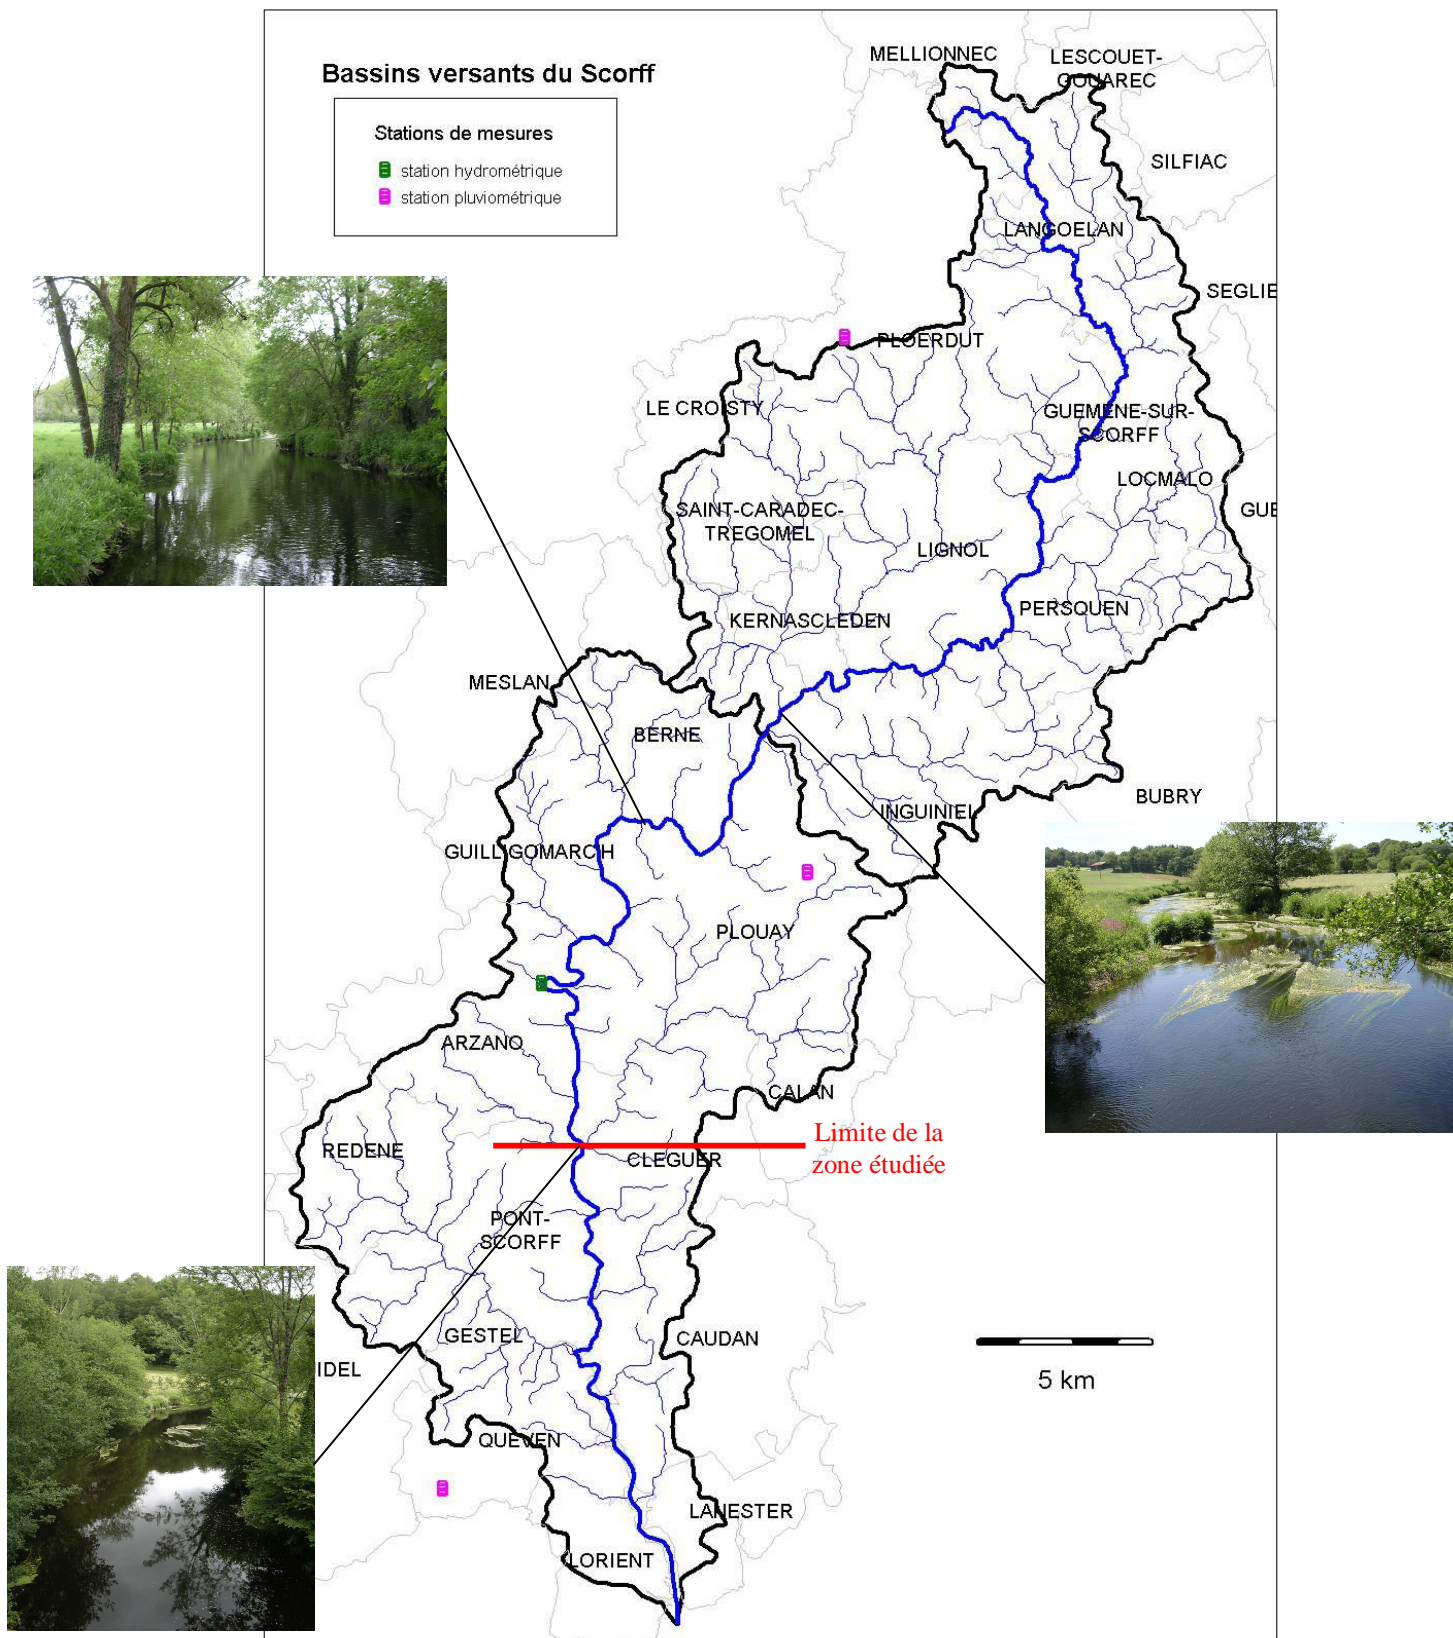 Bassins versants du Scorff
Stations de mesures
station hydrométrique
station pluviométrique
MELLIONNEC
LESCOUET-
GOUAREC
SILFIAC
LANGOELAN
SEGLIE
PLOERDUT
LE CROISTY
GUEMENE-SUR-
SCORFF
LOCMALO
GUE
SAINT-CARADEC-
TREGOMEL
LIGNOL
PERSQUEN
KERNASCLEDEN
MESLAN
BERNE
BUBRY
INGUINIEL
GUILLIGOMARC'H
PLOUAY
ARZANO
CALAN
Limite de la
zone étudiée
REDENE
CLEGUER
PONT-
SCORFF
GESTEL
CAUDAN
IDEL
5 km
QUEVEN
LANESTER
LORIENT